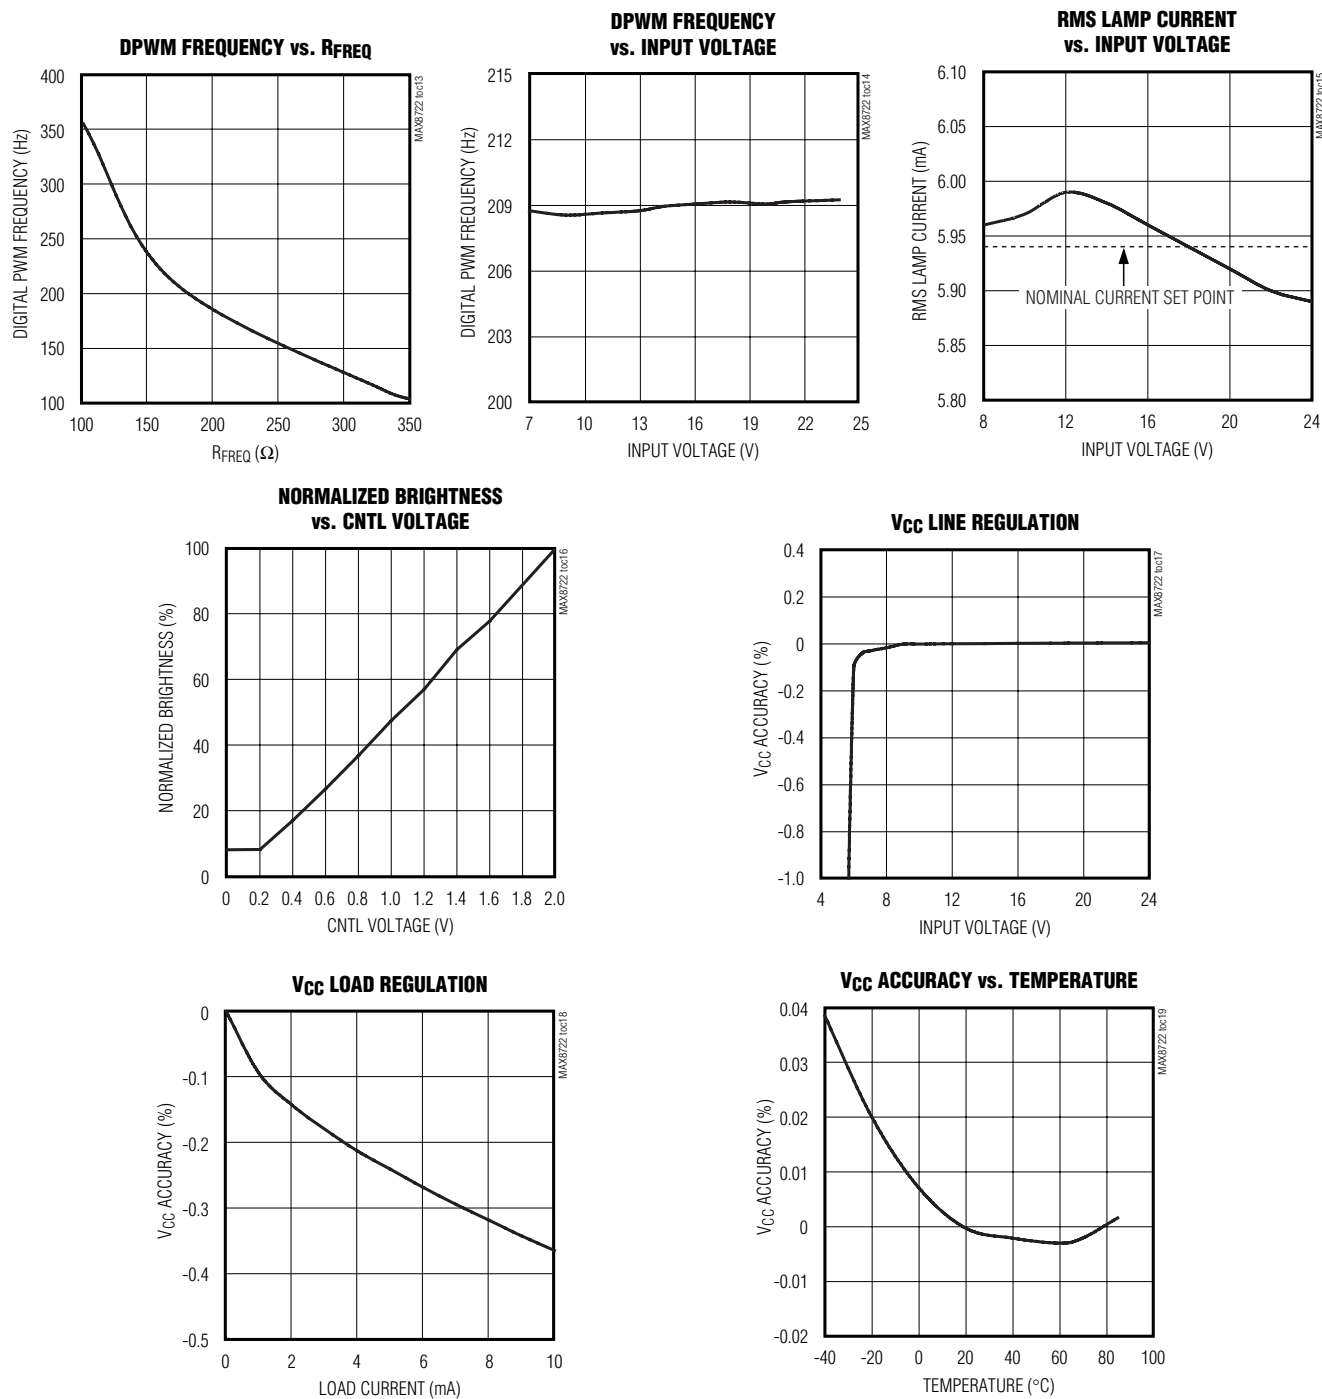 DPWM FREQUENCY vs. RFREQ
400
350
300
250
200
150
100
DIGITAL PWM FREQUENCY (Hz)
100 150 200 250 300 350
RFREQ (Ω)
MAX8722 toc13
DPWM FREQUENCY
vs. INPUT VOLTAGE
215
212
209
206
203
200
DIGITAL PWM FREQUENCY (Hz)
7 10 13 16 19 22 25
INPUT VOLTAGE (V)
MAX8722 toc14
RMS LAMP CURRENT
vs. INPUT VOLTAGE
6.10
6.05
6.00
5.95
5.90
5.85
5.80
RMS LAMP CURRENT (mA)
NOMINAL CURRENT SET POINT
8 12 16 20 24
INPUT VOLTAGE (V)
MAX8722 toc15
NORMALIZED BRIGHTNESS
vs. CNTL VOLTAGE
100
80
60
40
20
0
NORMALIZED BRIGHTNESS (%)
0 0.2 0.4 0.6 0.8 1.0 1.2 1.4 1.6 1.8 2.0
CNTL VOLTAGE (V)
MAX8722 toc16
VCC LINE REGULATION
0.4
0.2
0
-0.2
-0.4
-0.6
-0.8
-1.0
VCC ACCURACY (%)
4 8 12 16 20 24
INPUT VOLTAGE (V)
MAX8722 toc17
VCC LOAD REGULATION
0
-0.1
-0.2
-0.3
-0.4
-0.5
VCC ACCURACY (%)
0 2 4 6 8 10
LOAD CURRENT (mA)
MAX8722 toc18
VCC ACCURACY vs. TEMPERATURE
0.04
0.03
0.02
0.01
0
-0.01
-0.02
VCC ACCURACY (%)
-40 -20 0 20 40 60 80 100
TEMPERATURE (°C)
MAX8722 toc19